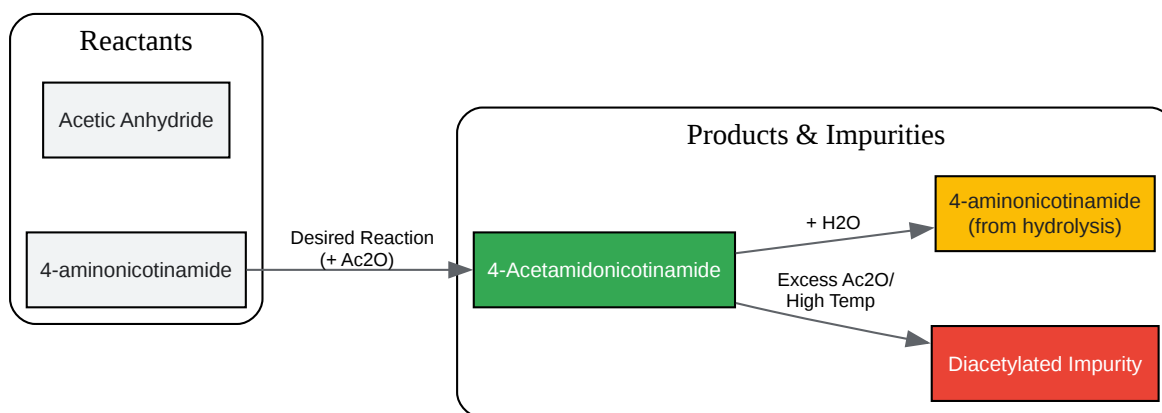 Reactants
Acetic Anhydride
4-aminonicotinamide
Desired Reaction
(+ Ac2O)
Products & Impurities
4-Acetamidonicotinamide
+ H2O
4-aminonicotinamide
(from hydrolysis)
Excess Ac2O/
High Temp
Diacetylated Impurity